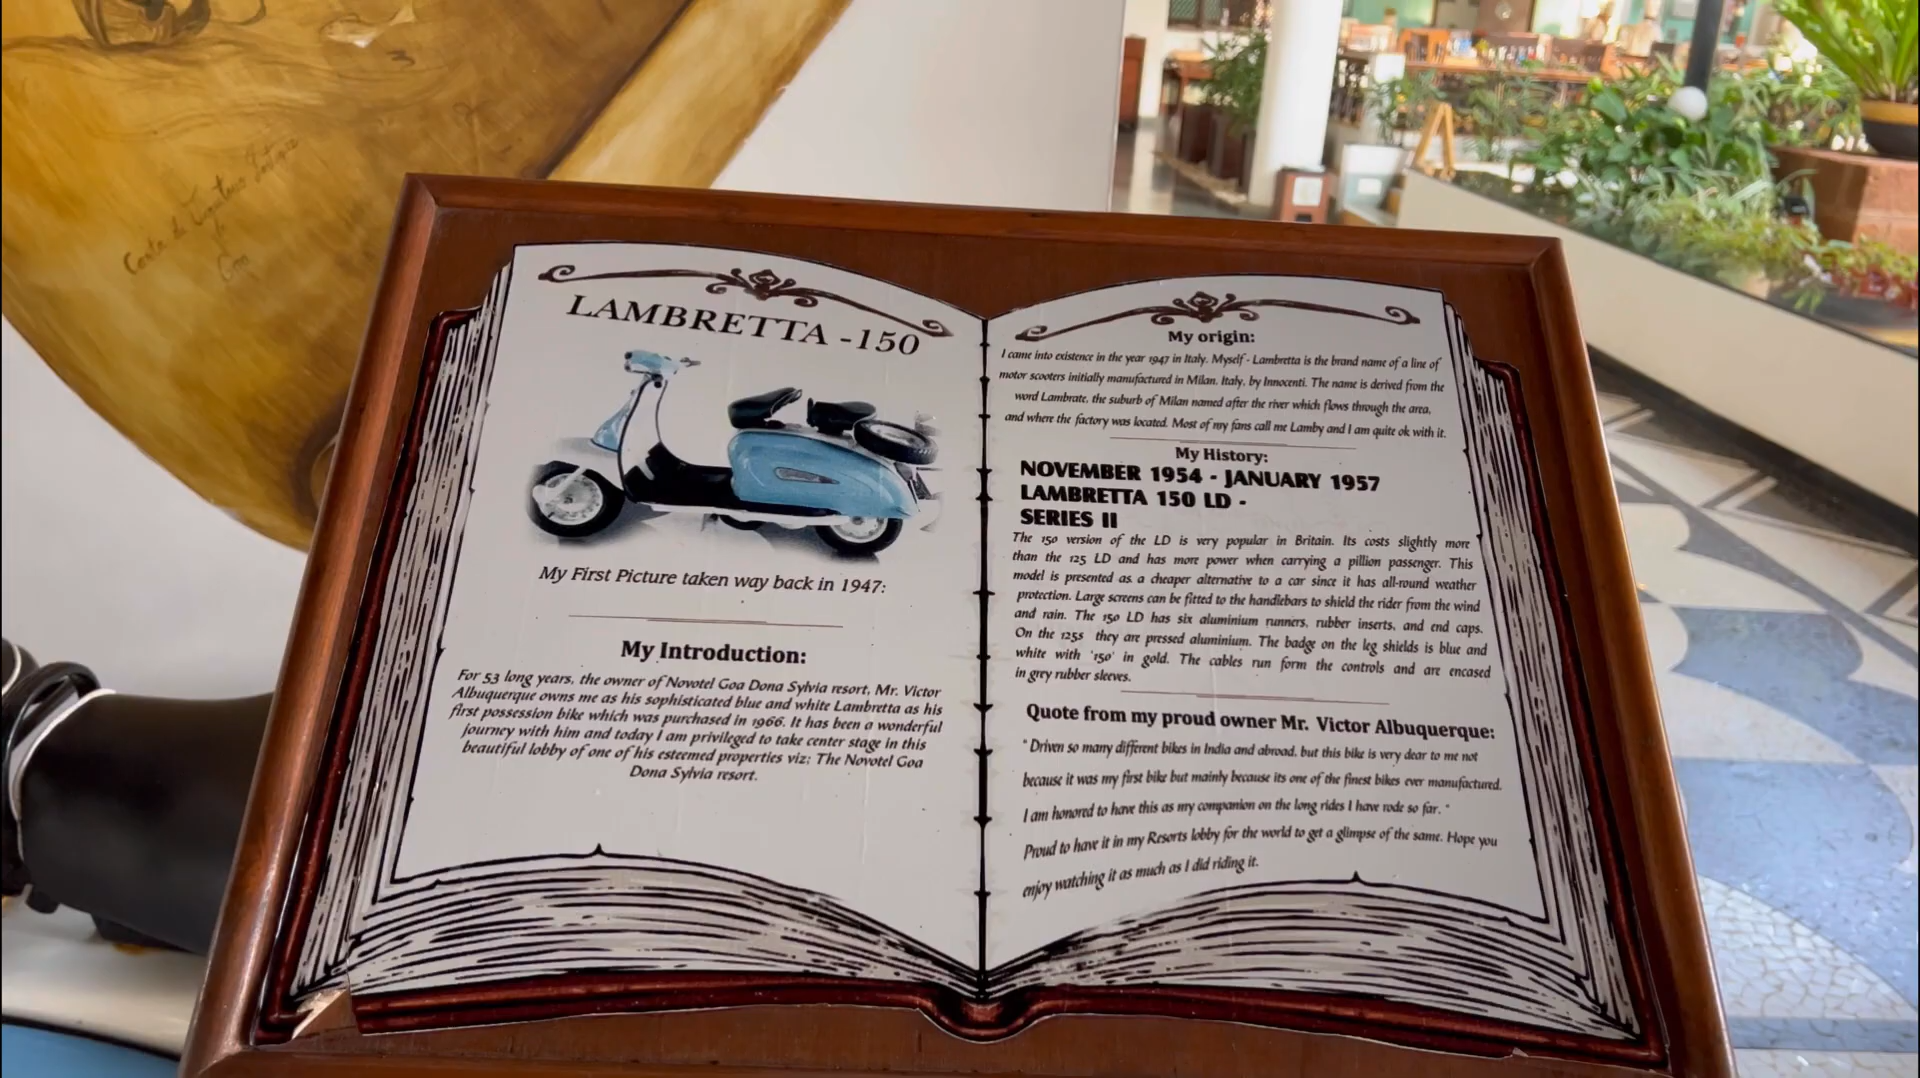 Goa
LAMBRETTA -150
My First Picture taken way back in 1947:
My Introduction:
For 53 long years, the owner of Novotel Goa Dona Sylvia resort, Mr. Victor
Albuquerque owns me as his sophisticated blue and white Lambretta as his
first possession bike which was purchased in 1966. It has been a wonderful
journey with him and today I am privileged to take center stage in this
beautiful lobby of one of his esteemed properties viz; The Novotel Goa
Dona Sylvia resort.
My origin:
I came into existence in the year 1947 in Italy. Myself - Lambretta is the brand name of a line of
motor scooters initially manufactured in Milan, Italy, by Innocenti. The name is derived from the
word Lambrate, the suburb of Milan named after the river which flows through the area,
and where the factory was located. Most of my fans call me Lamby and I am quite ok with it.
My History:
NOVEMBER 1954 - JANUARY 1957
LAMBRETTA 150 LD -
SERIES II
The 150 version of the LD is very popular in Britain. Its costs slightly more
than the 125 LD and has more power when carrying a pillion passenger. This
model is presented as a cheaper alternative to a car since it has all-round weather
protection. Large screens can be fitted to the handlebars to shield the rider from the wind
and rain. The 150 LD has six aluminium runners, rubber inserts, and end caps.
On the 125s they are pressed aluminium. The badge on the leg shields is blue and
white with '150' in gold. The cables run form the controls and are encased
in grey rubber sleeves.
Quote from my proud owner Mr. Victor Albuquerque:
" Driven so many different bikes in India and abroad, but this bike is very dear to me not
because it was my first bike but mainly because its one of the finest bikes ever manufactured.
I am honored to have this as my companion on the long rides I have rode so far. "
Proud to have it in my Resorts lobby for the world to get a glimpse of the same. Hope you
enjoy watching it as much as I did riding it.